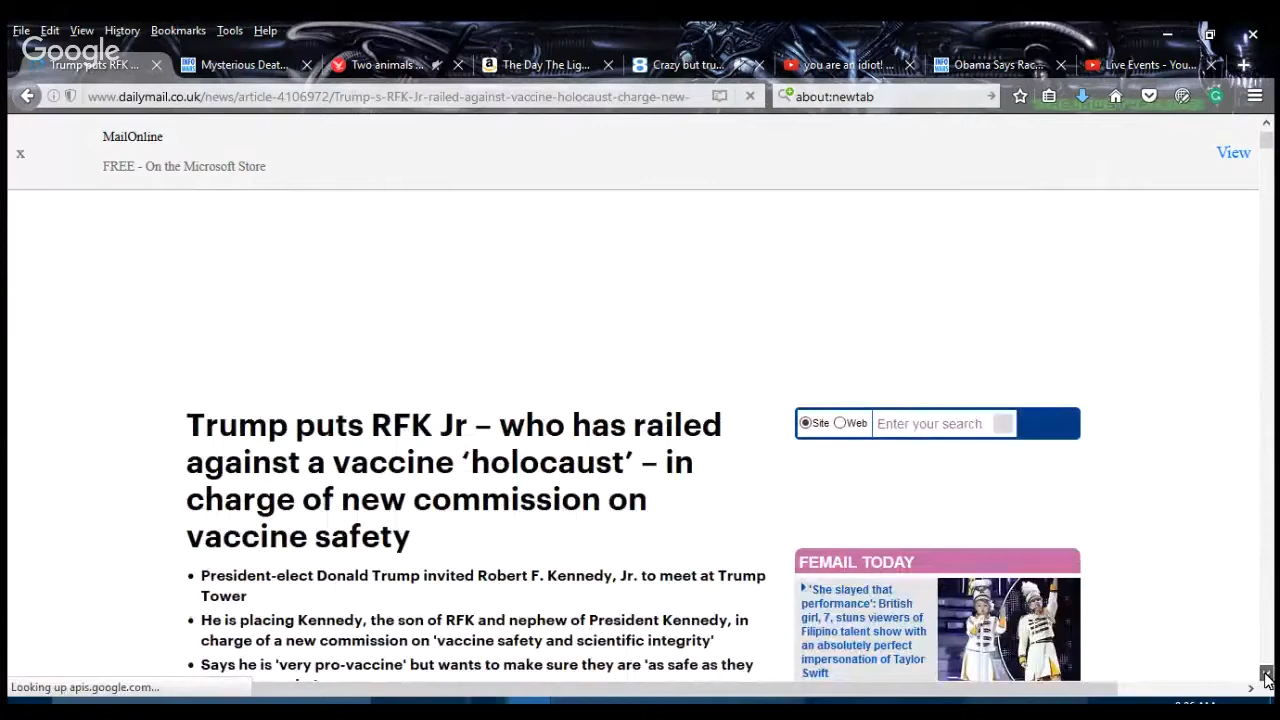 File Edit View History Bookmarks Tools Help
Google
Trump puts RFK ... Mysterious Deat... Two animals ... The Day The Lig... Crazy but tru... you are an idiot! ... Obama Says Rac... Live Events - You...
www.dailymail.co.uk/news/article-4106972/Trump-s-RFK-Jr-railed-against-vaccine-holocaust-charge-new- about:newtab
MailOnline
x View
FREE - On the Microsoft Store
Trump puts RFK Jr – who has railed
against a vaccine ‘holocaust’ – in
charge of new commission on
vaccine safety
Site Web Enter your search
• President-elect Donald Trump invited Robert F. Kennedy, Jr. to meet at Trump
Tower
• He is placing Kennedy, the son of RFK and nephew of President Kennedy, in
charge of a new commission on 'vaccine safety and scientific integrity'
• Says he is 'very pro-vaccine' but wants to make sure they are 'as safe as they
FEMAIL TODAY
'She slayed that
performance': British
girl, 7, stuns viewers of
Filipino talent show with
an absolutely perfect
impersonation of Taylor
Swift
Looking up apis.google.com...